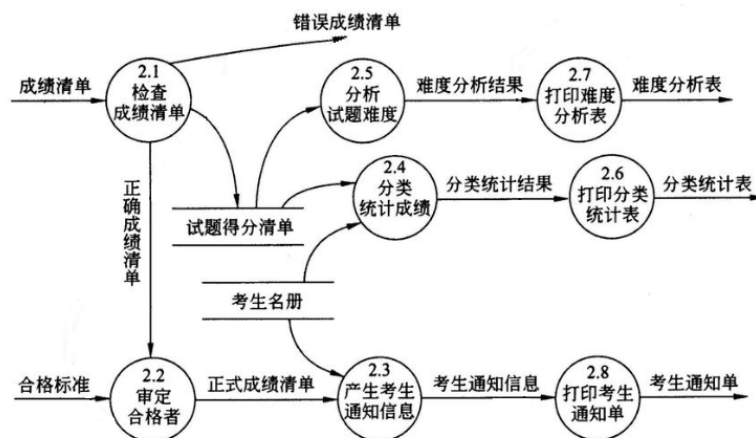 错误成绩清单
成绩清单
2.1
检查
成绩清单
2.5
分析
试题难度
难度分析结果
2.7
打印难度
分析表
难度分析表
正确成绩清单
试题得分清单
2.4
分类
统计成绩
分类统计结果
2.6
打印分类
统计表
分类统计表
考生名册
合格标准
2.2
审定
合格者
正式成绩清单
2.3
产生考生
通知信息
考生通知信息
2.8
打印考生
通知单
考生通知单